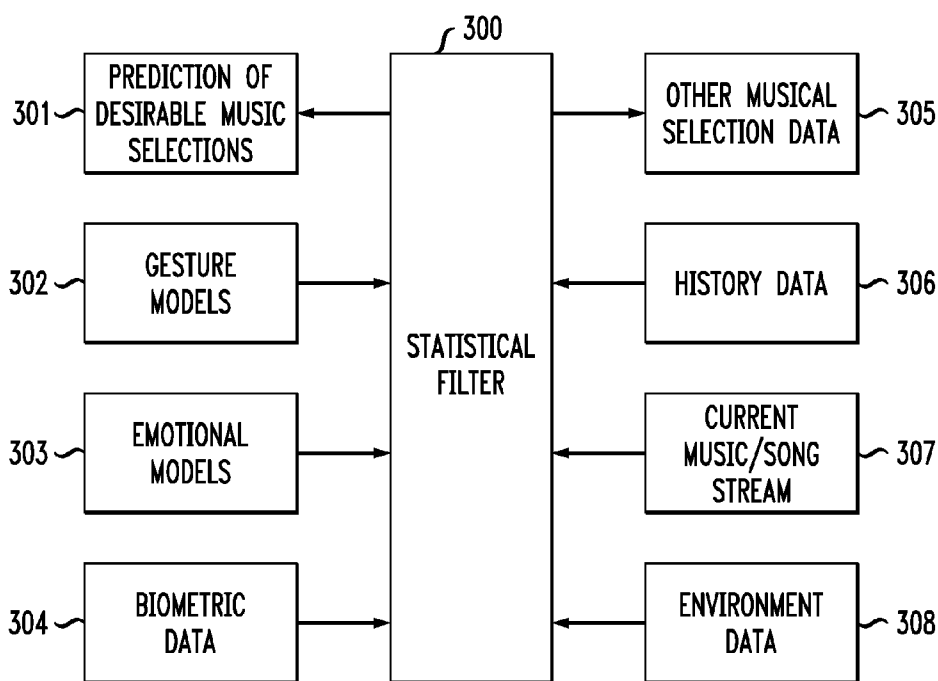 300
301
PREDICTION OF
DESIRABLE MUSIC
SELECTIONS
302
GESTURE
MODELS
303
EMOTIONAL
MODELS
304
BIOMETRIC
DATA
STATISTICAL
FILTER
OTHER MUSICAL
SELECTION DATA
305
HISTORY DATA
306
CURRENT
MUSIC/SONG
STREAM
307
ENVIRONMENT
DATA
308